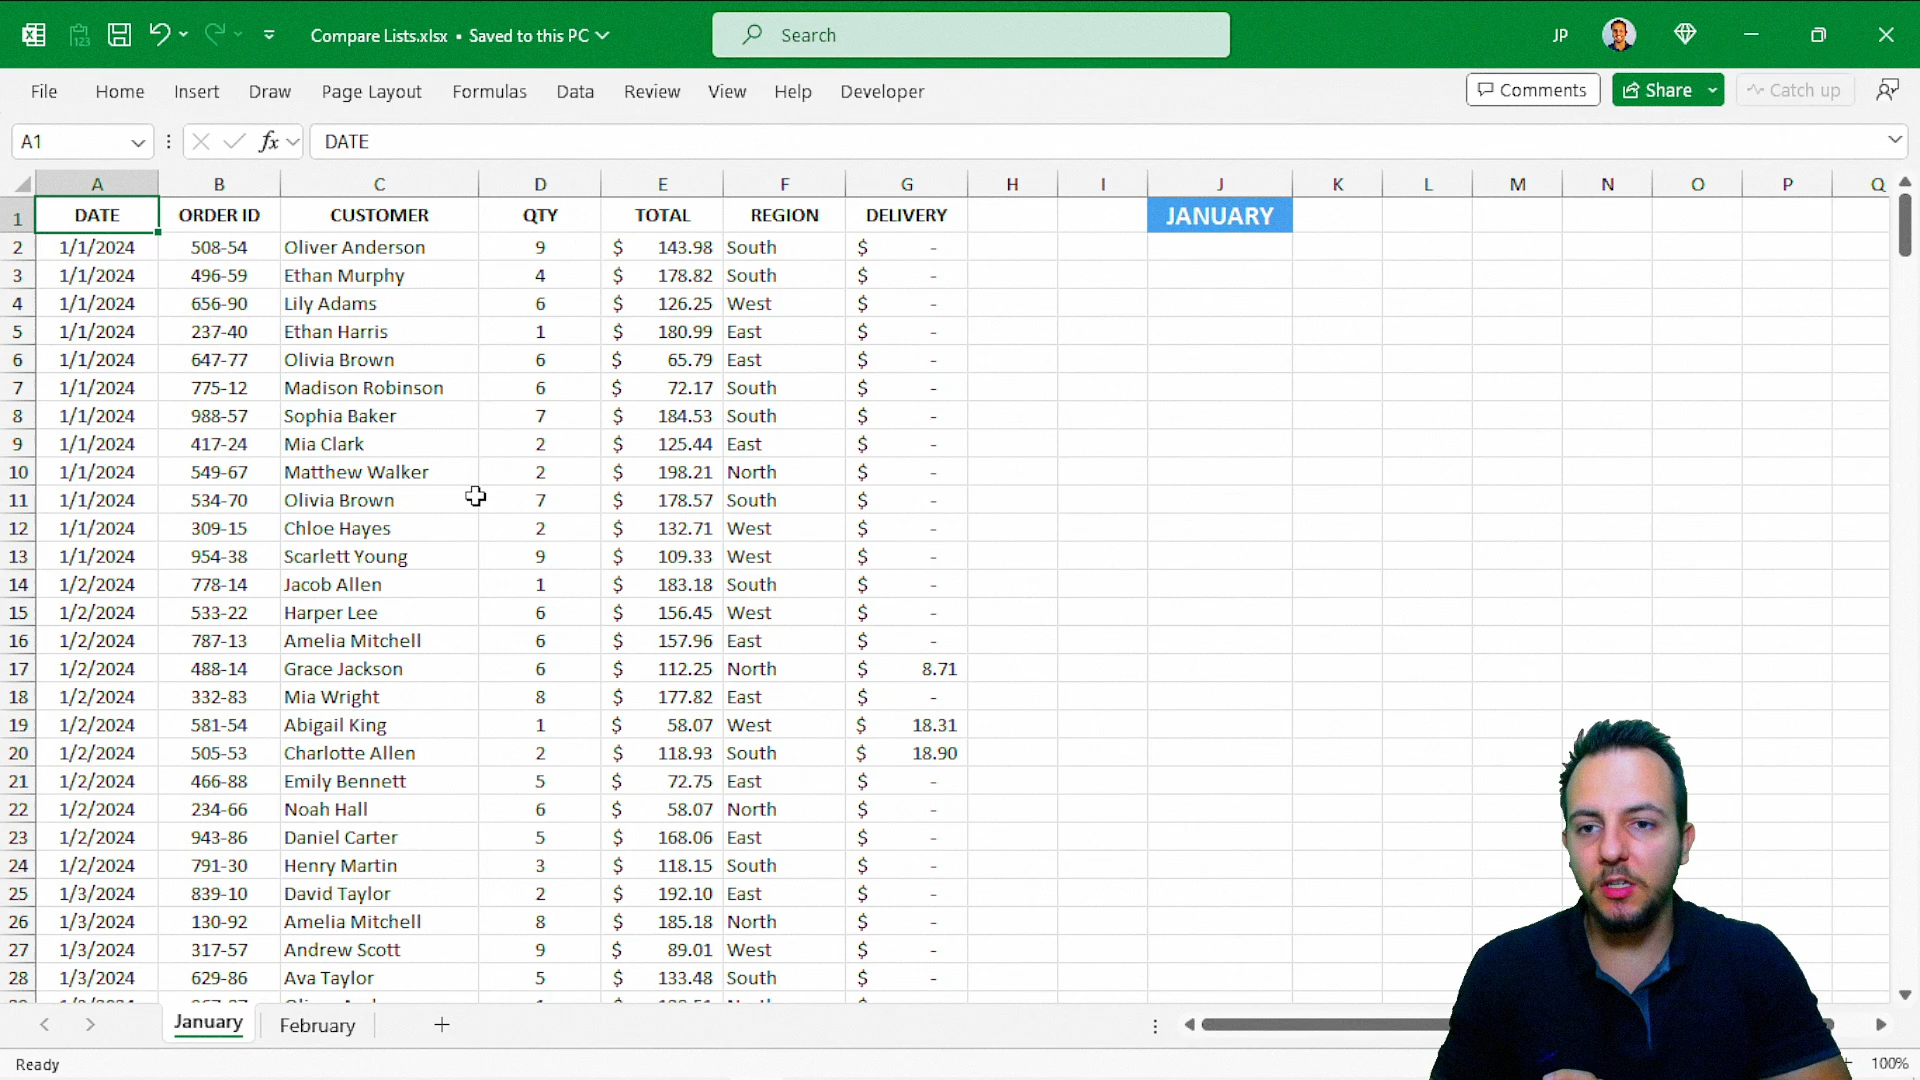 Compare Lists.xlsx • Saved to this PC
Search
JP
File Home Insert Draw Page Layout Formulas Data Review View Help Developer
Comments Share Catch up
A1 fx DATE
A B C D E F G H I J K L M N O P Q
1 DATE ORDER ID CUSTOMER QTY TOTAL REGION DELIVERY JANUARY
2 1/1/2024 508-54 Oliver Anderson 9 $ 143.98 South $ -
3 1/1/2024 496-59 Ethan Murphy 4 $ 178.82 South $ -
4 1/1/2024 656-90 Lily Adams 6 $ 126.25 West $ -
5 1/1/2024 237-40 Ethan Harris 1 $ 180.99 East $ -
6 1/1/2024 647-77 Olivia Brown 6 $ 65.79 East $ -
7 1/1/2024 775-12 Madison Robinson 6 $ 72.17 South $ -
8 1/1/2024 988-57 Sophia Baker 7 $ 184.53 South $ -
9 1/1/2024 417-24 Mia Clark 2 $ 125.44 East $ -
10 1/1/2024 549-67 Matthew Walker 2 $ 198.21 North $ -
11 1/1/2024 534-70 Olivia Brown 7 $ 178.57 South $ -
12 1/1/2024 309-15 Chloe Hayes 2 $ 132.71 West $ -
13 1/1/2024 954-38 Scarlett Young 9 $ 109.33 West $ -
14 1/2/2024 778-14 Jacob Allen 1 $ 183.18 South $ -
15 1/2/2024 533-22 Harper Lee 6 $ 156.45 West $ -
16 1/2/2024 787-13 Amelia Mitchell 6 $ 157.96 East $ -
17 1/2/2024 488-14 Grace Jackson 6 $ 112.25 North $ 8.71
18 1/2/2024 332-83 Mia Wright 8 $ 177.82 East $ -
19 1/2/2024 581-54 Abigail King 1 $ 58.07 West $ 18.31
20 1/2/2024 505-53 Charlotte Allen 2 $ 118.93 South $ 18.90
21 1/2/2024 466-88 Emily Bennett 5 $ 72.75 East $ -
22 1/2/2024 234-66 Noah Hall 6 $ 58.07 North $ -
23 1/2/2024 943-86 Daniel Carter 5 $ 168.06 East $ -
24 1/2/2024 791-30 Henry Martin 3 $ 118.15 South $ -
25 1/3/2024 839-10 David Taylor 2 $ 192.10 East $ -
26 1/3/2024 130-92 Amelia Mitchell 8 $ 185.18 North $ -
27 1/3/2024 317-57 Andrew Scott 9 $ 89.01 West $ -
28 1/3/2024 629-86 Ava Taylor 5 $ 133.48 South $ -
January February
Ready
100%